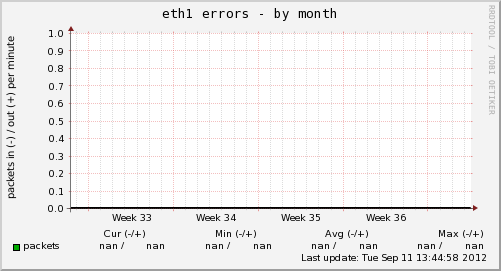 eth1 errors - by month
RRDTOOL / TOBI OETIKER
packets in (-) / out (+) per minute
1.0
0.9
0.8
0.7
0.6
0.5
0.4
0.3
0.2
0.1
0.0
Week 33 Week 34 Week 35 Week 36
Cur (-/+) Min (-/+) Avg (-/+) Max (-/+)
packets nan / nan nan / nan nan / nan nan / nan
Last update: Tue Sep 11 13:44:58 2012